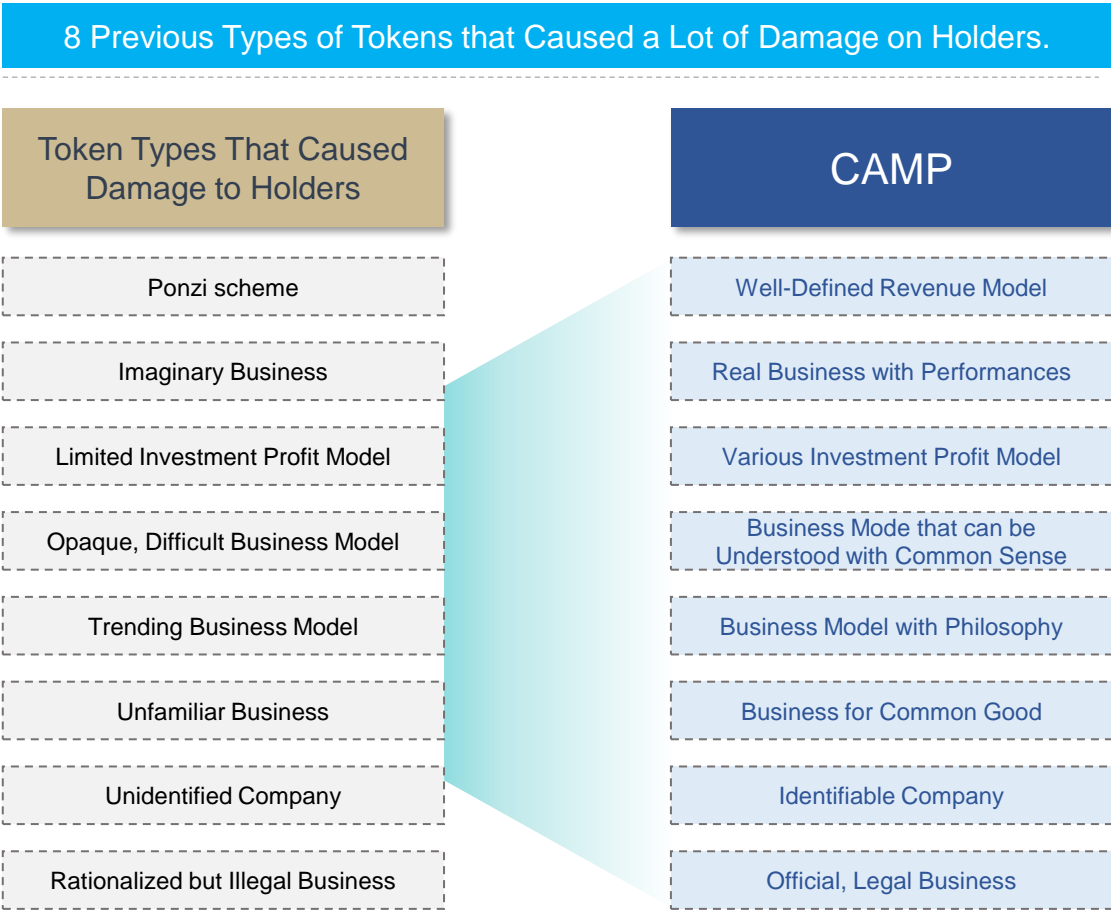 8 Previous Types of Tokens that Caused a Lot of Damage on Holders.
Token Types That Caused
Damage to Holders
CAMP
Ponzi scheme
Well-Defined Revenue Model
Imaginary Business
Real Business with Performances
Limited Investment Profit Model
Various Investment Profit Model
Opaque, Difficult Business Model
Business Mode that can be
Understood with Common Sense
Trending Business Model
Business Model with Philosophy
Unfamiliar Business
Business for Common Good
Unidentified Company
Identifiable Company
Rationalized but Illegal Business
Official, Legal Business